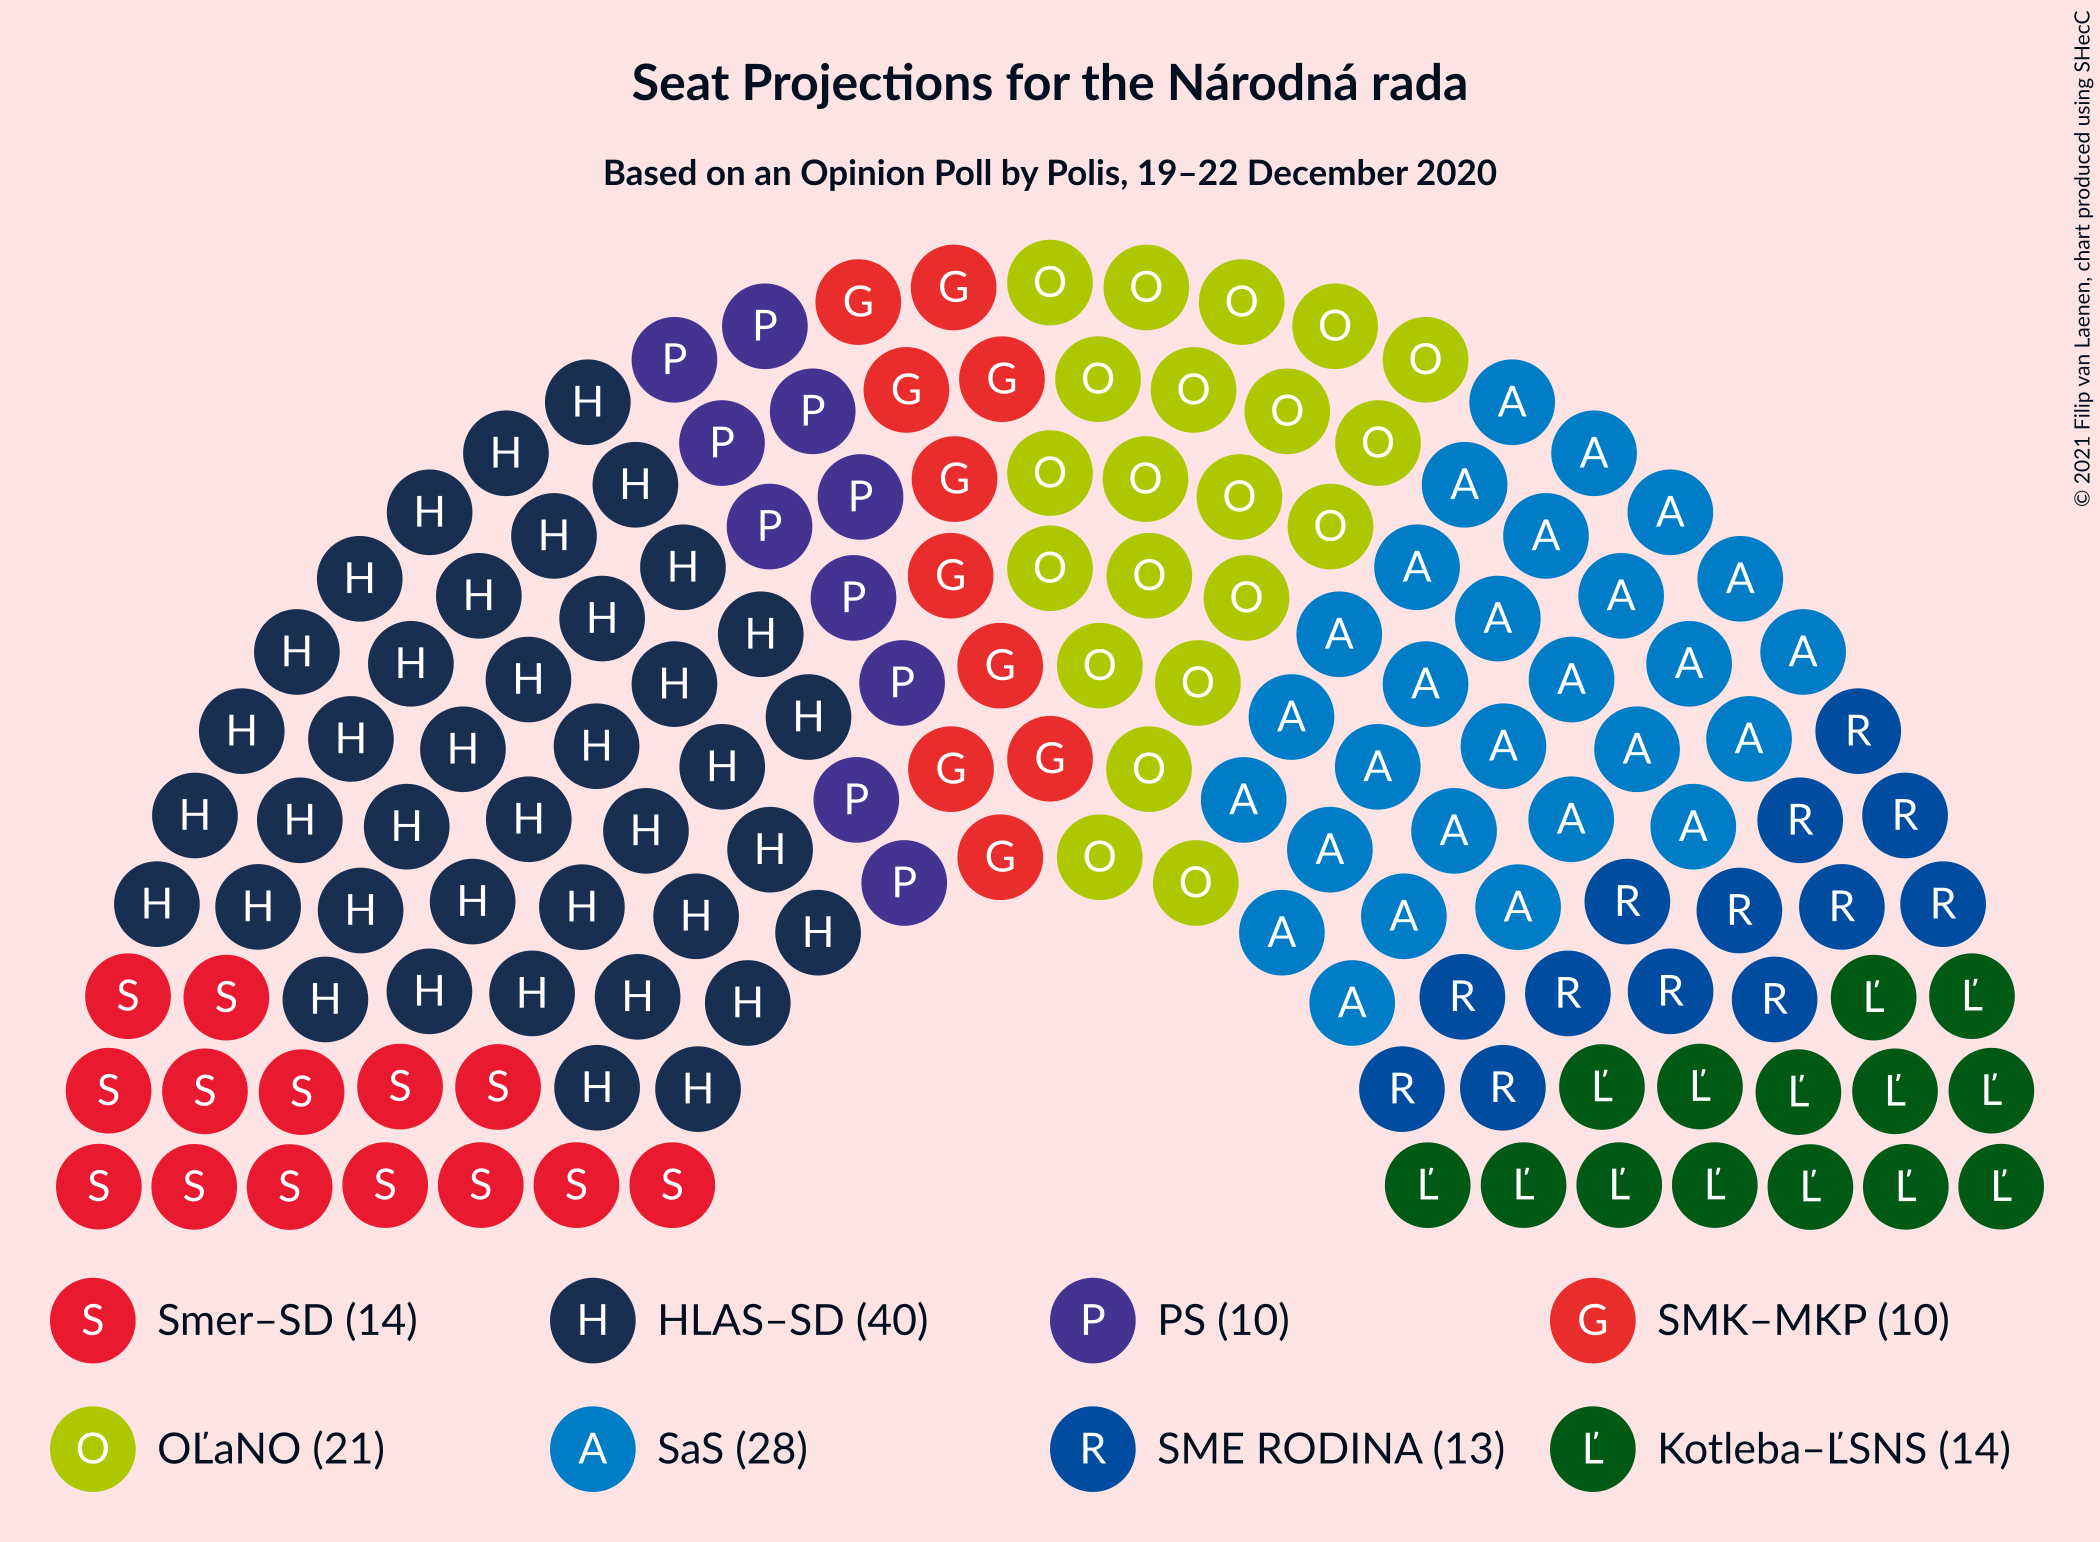 Seat Projections for the Národná rada
Based on an Opinion Poll by Polis, 19–22 December 2020
© 2021 Filip van Laenen, chart produced using SHecC
G G O O O
P P O O
H G G O O O O A
H P P O A
H H P G O O O A A
H H P G O O O O A A A
H H H P O A A A
H H H H P G O O A A A A
H H H H H A A A A A R
H H H H P G G O A A A A
H H H H H P G O O A A A A R R
H H H H H H P A A A R R R R
H H H
S S H H H H H A R R R R Ľ Ľ
S S S S S H H R R Ľ Ľ Ľ Ľ Ľ
S S S S S S S Ľ Ľ Ľ Ľ Ľ Ľ Ľ
S Smer–SD (14) H HLAS–SD (40) P PS (10) G SMK–MKP (10)
O OĽaNO (21) A SaS (28) R SME RODINA (13) Ľ Kotleba–ĽSNS (14)